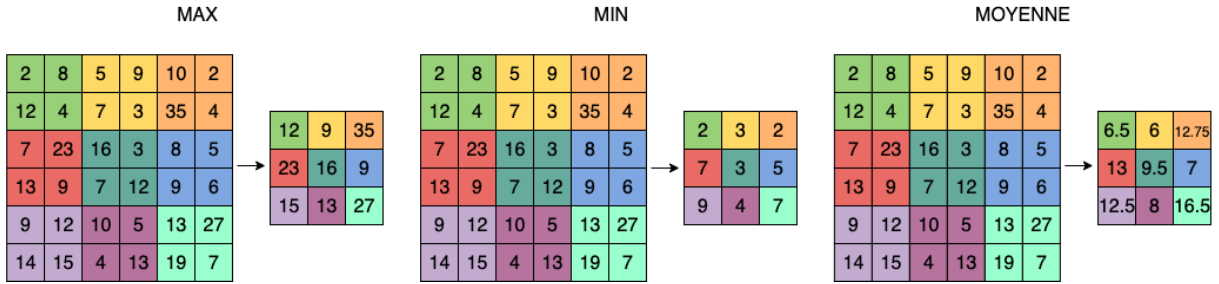 MAX MIN MOYENNE
2 8 5 9 10 2 2 8 5 9 10 2 2 8 5 9 10 2
12 4 7 3 35 4 12 4 7 3 35 4 12 4 7 3 35 4
12 9 35 2 3 2 6.5 6 12.75
7 23 16 3 8 5 7 23 16 3 8 5 7 23 16 3 8 5
23 16 9 7 3 5 13 9.5 7
13 9 7 12 9 6 13 9 7 12 9 6 13 9 7 12 9 6
15 13 27 9 4 7 12.5 8 16.5
9 12 10 5 13 27 9 12 10 5 13 27 9 12 10 5 13 27
14 15 4 13 19 7 14 15 4 13 19 7 14 15 4 13 19 7